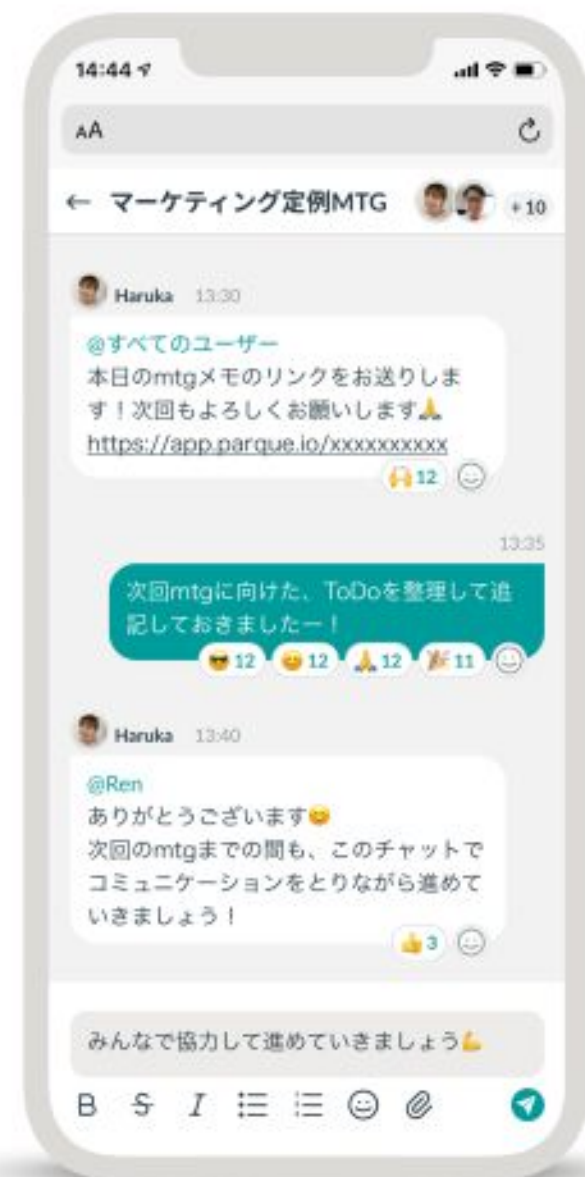 14:44
AA
← マーケティング定例MTG +10
Haruka 13:30
@すべてのユーザー
本日のmtgメモのリンクをお送りしま
す！次回もよろしくお願いします🙏
https://app.parque.io/xxxxxxxxxx
🙌 12
13:35
次回mtgに向けた、ToDoを整理して追
記しておきましたー！
😎 12 😊 12 🙏 12 🎉 11
Haruka 13:40
@Ren
ありがとうございます😊
次回のmtgまでの間も、このチャットで
コミュニケーションをとりながら進めて
いきましょう！
👍 3
みんなで協力して進めていきましょう💪
B S I